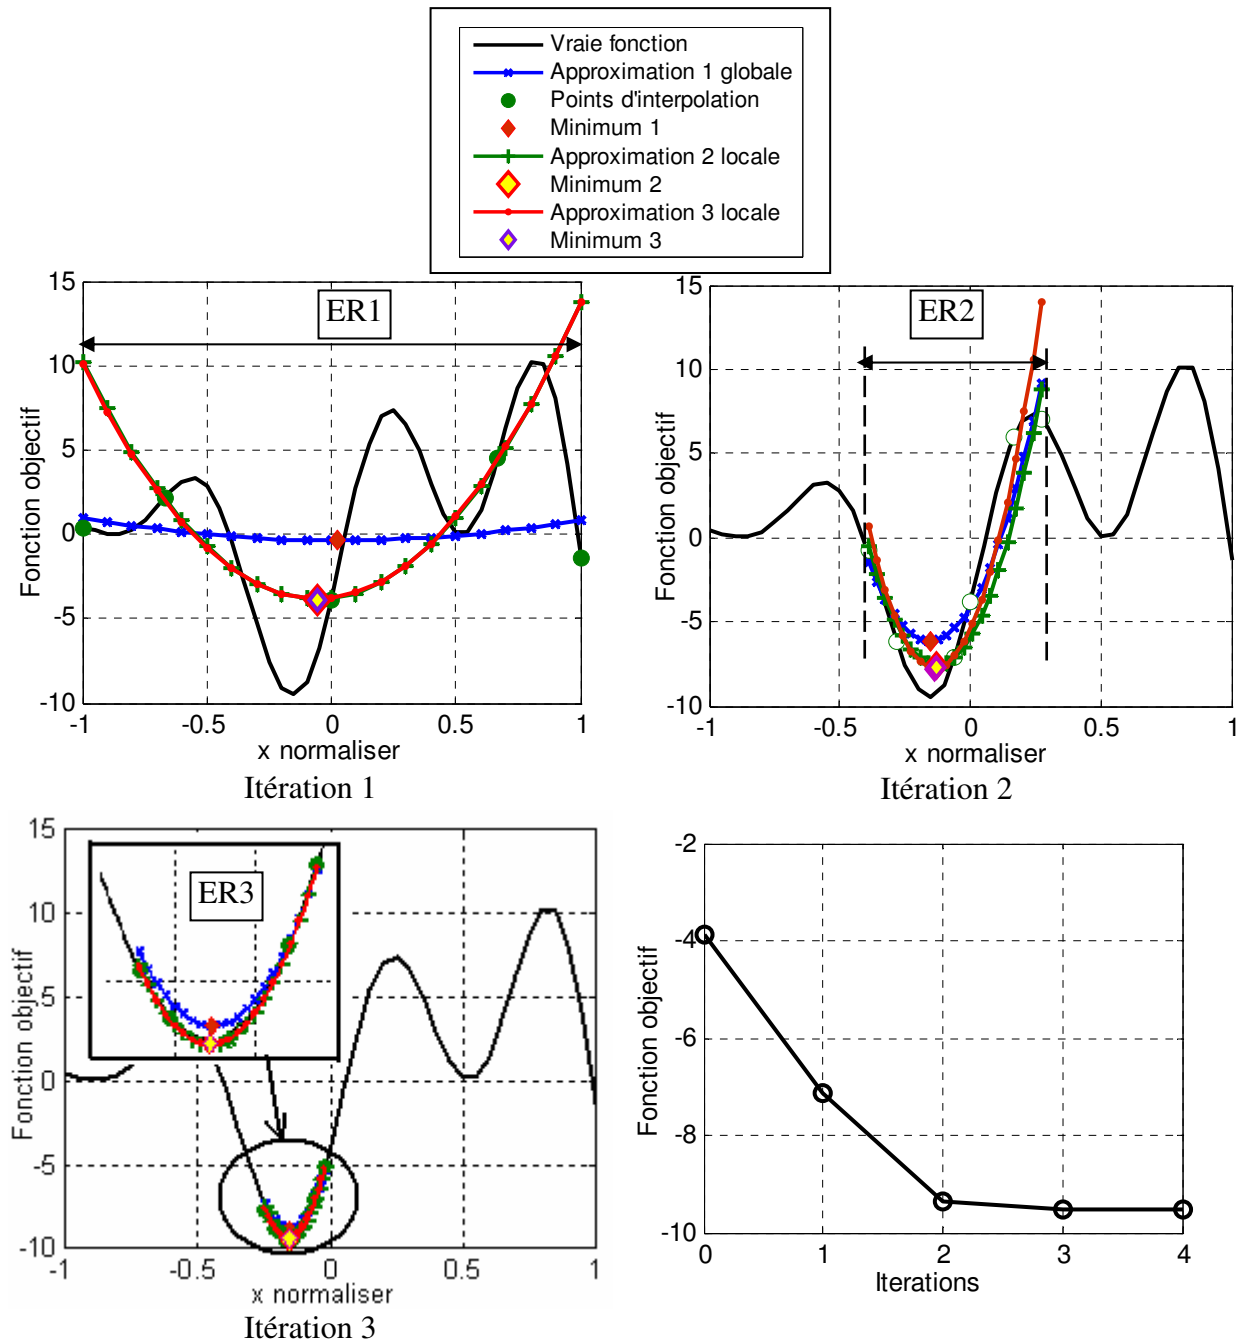 Vraie fonction
Approximation 1 globale
Points d'interpolation
Minimum 1
Approximation 2 locale
Minimum 2
Approximation 3 locale
Minimum 3
15
10
5
0
-5
-10
-1
-0.5
0
0.5
1
Fonction objectif
x normaliser
ER1
Itération 1
15
10
5
0
-5
-10
-1
-0.5
0
0.5
1
Fonction objectif
x normaliser
ER2
Itération 2
15
10
5
0
-5
-10
-1
-0.5
0
0.5
1
Fonction objectif
x normaliser
ER3
Itération 3
-2
-4
-6
-8
-10
0
1
2
3
4
Fonction objectif
Iterations